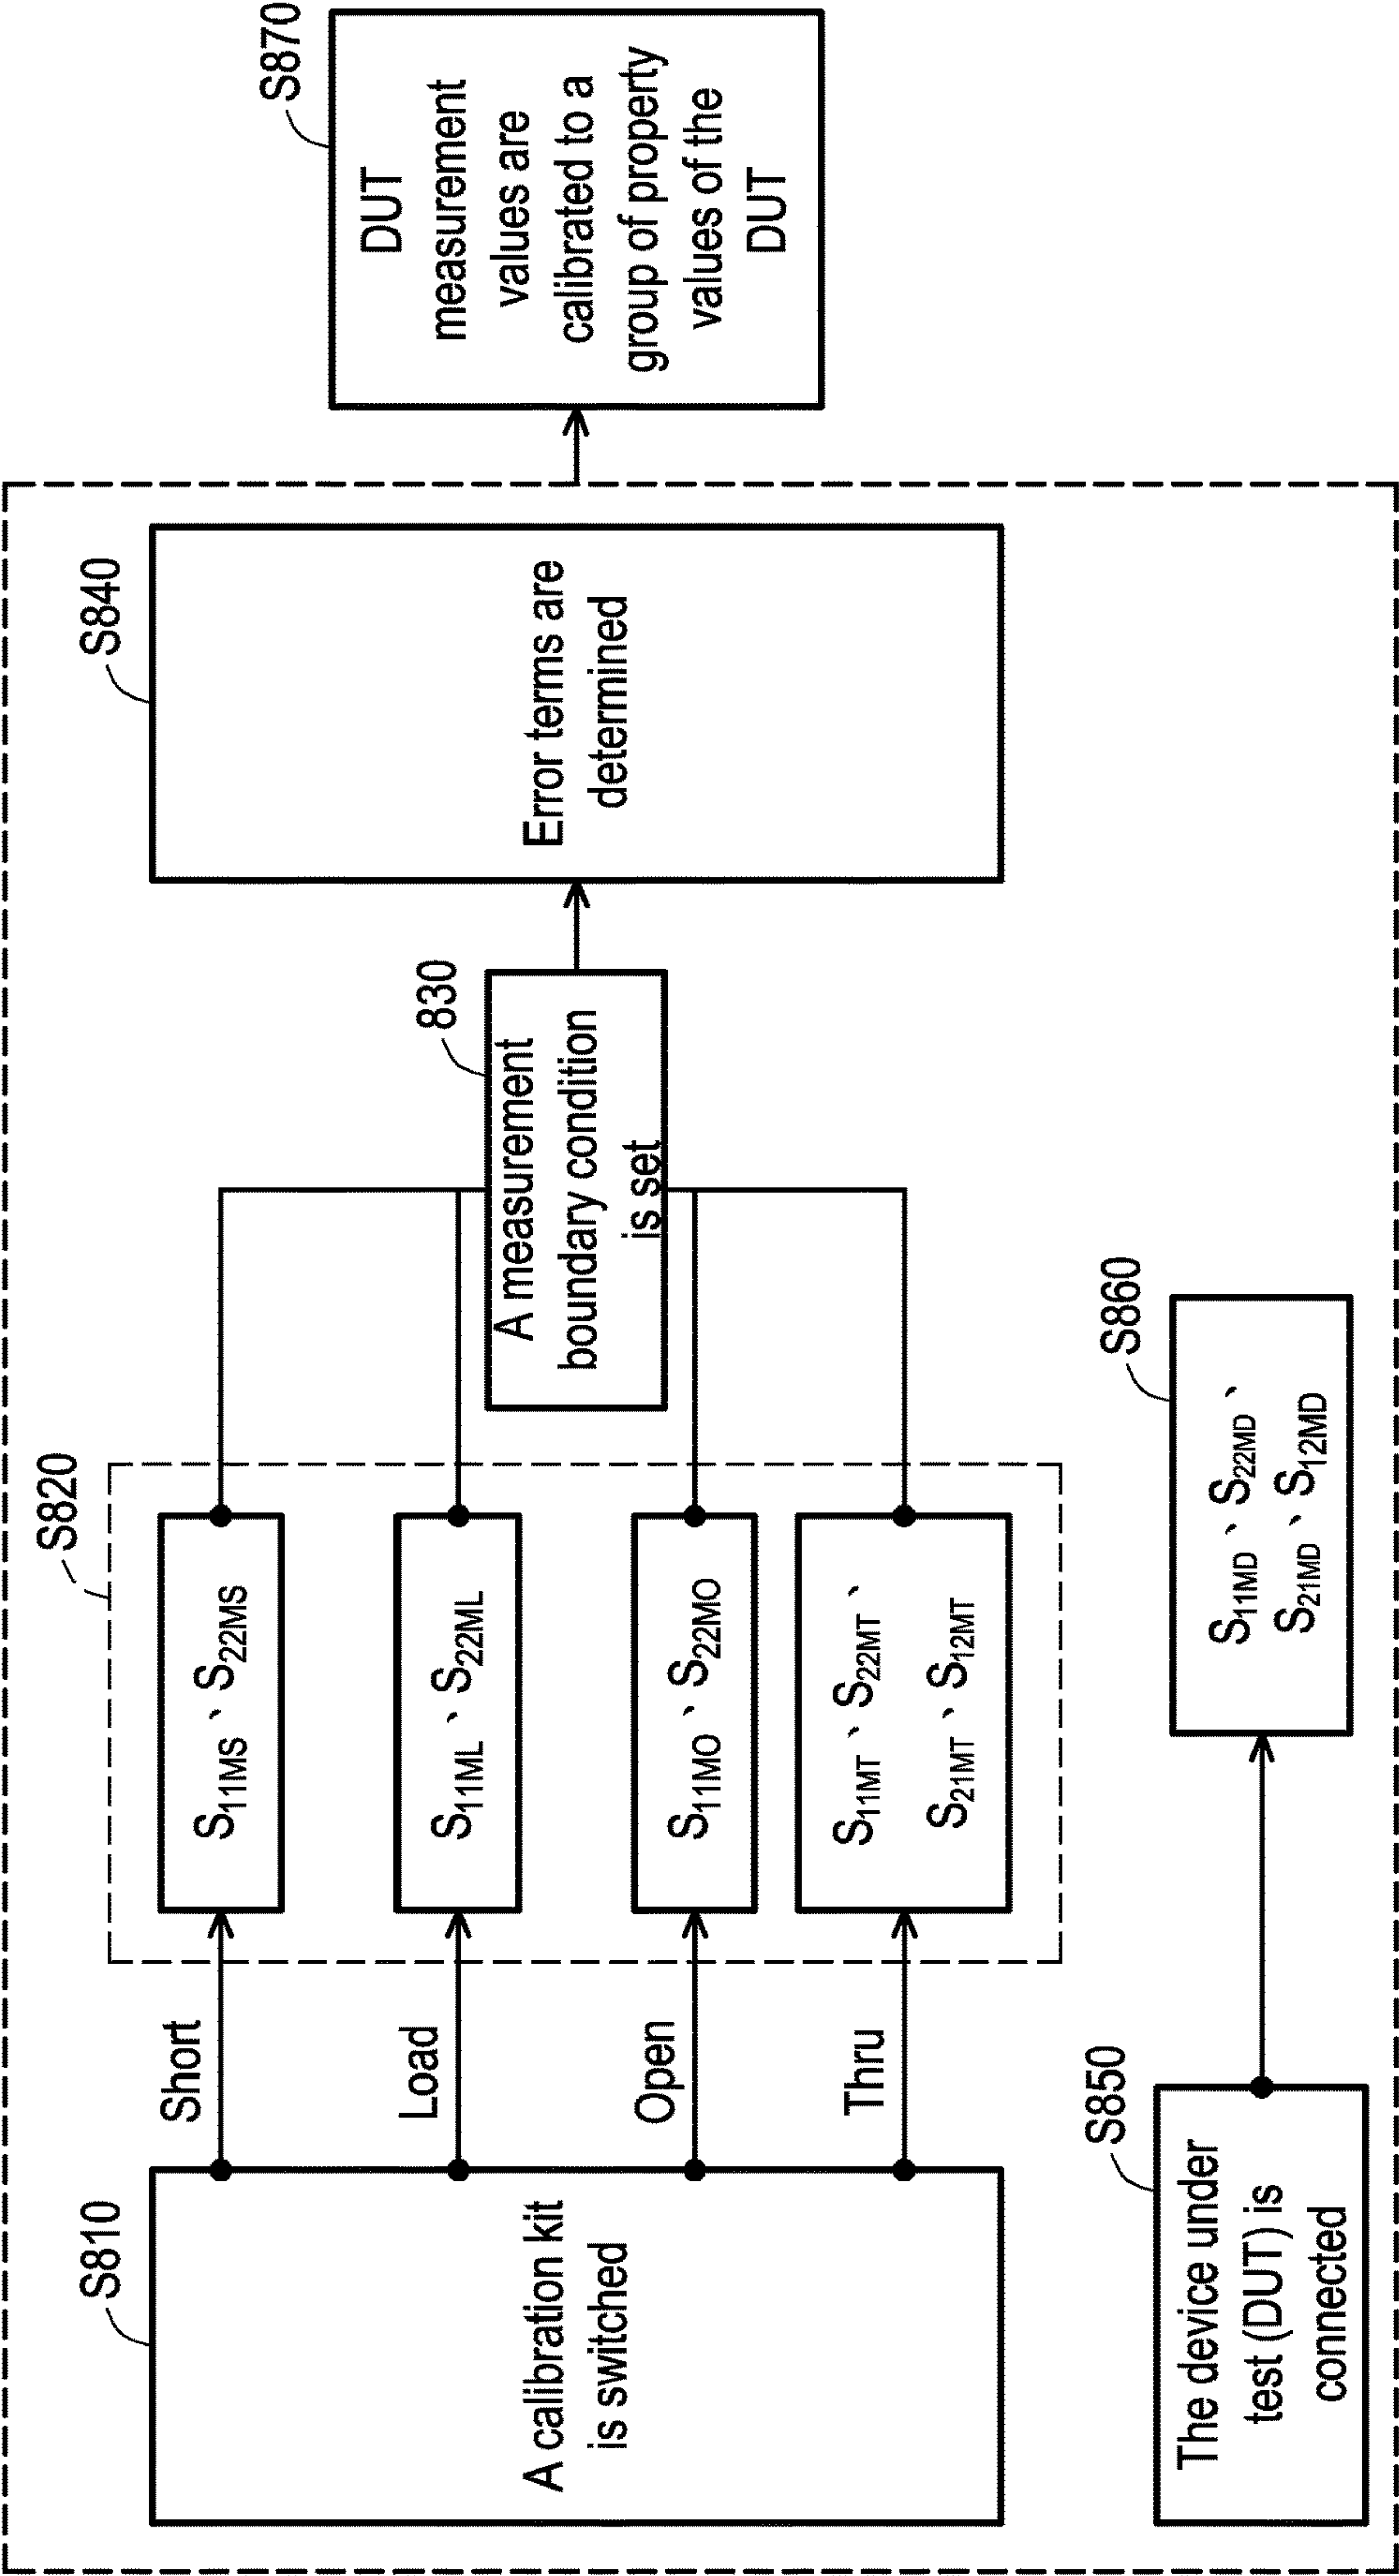 S810
A calibration kit
is switched
Short
Load
Open
Thru
S820
S11MS、S22MS
S11ML、S22ML
S11MO、S22MO
S11MT、S22MT、
S21MT、S12MT
830
A measurement
boundary condition
is set
S840
Error terms are
determined
S850
The device under
test (DUT) is
connected
S860
S11MD、S22MD、
S21MD、S12MD
S870
DUT
measurement
values are
calibrated to a
group of property
values of the
DUT